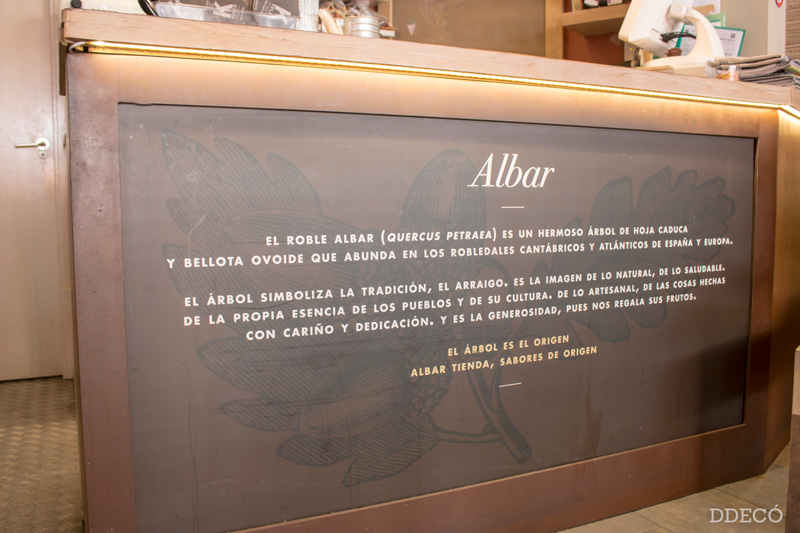 Albar
EL ROBLE ALBAR (QUERCUS PETRAEA) ES UN HERMOSO ÁRBOL DE HOJA CADUCA
Y BELLOTA OVOIDE QUE ABUNDA EN LOS ROBLEDALES CANTÁBRICOS Y ATLÁNTICOS DE ESPAÑA Y EUROPA.
EL ÁRBOL SIMBOLIZA LA TRADICIÓN, EL ARRAIGO. ES LA IMAGEN DE LO NATURAL, DE LO SALUDABLE.
DE LA PROPIA ESENCIA DE LOS PUEBLOS Y DE SU CULTURA. DE LO ARTESANAL, DE LAS COSAS HECHAS
CON CARIÑO Y DEDICACIÓN. Y ES LA GENEROSIDAD, PUES NOS REGALA SUS FRUTOS.
EL ÁRBOL ES EL ORIGEN
ALBAR TIENDA, SABORES DE ORIGEN
DDECÓ